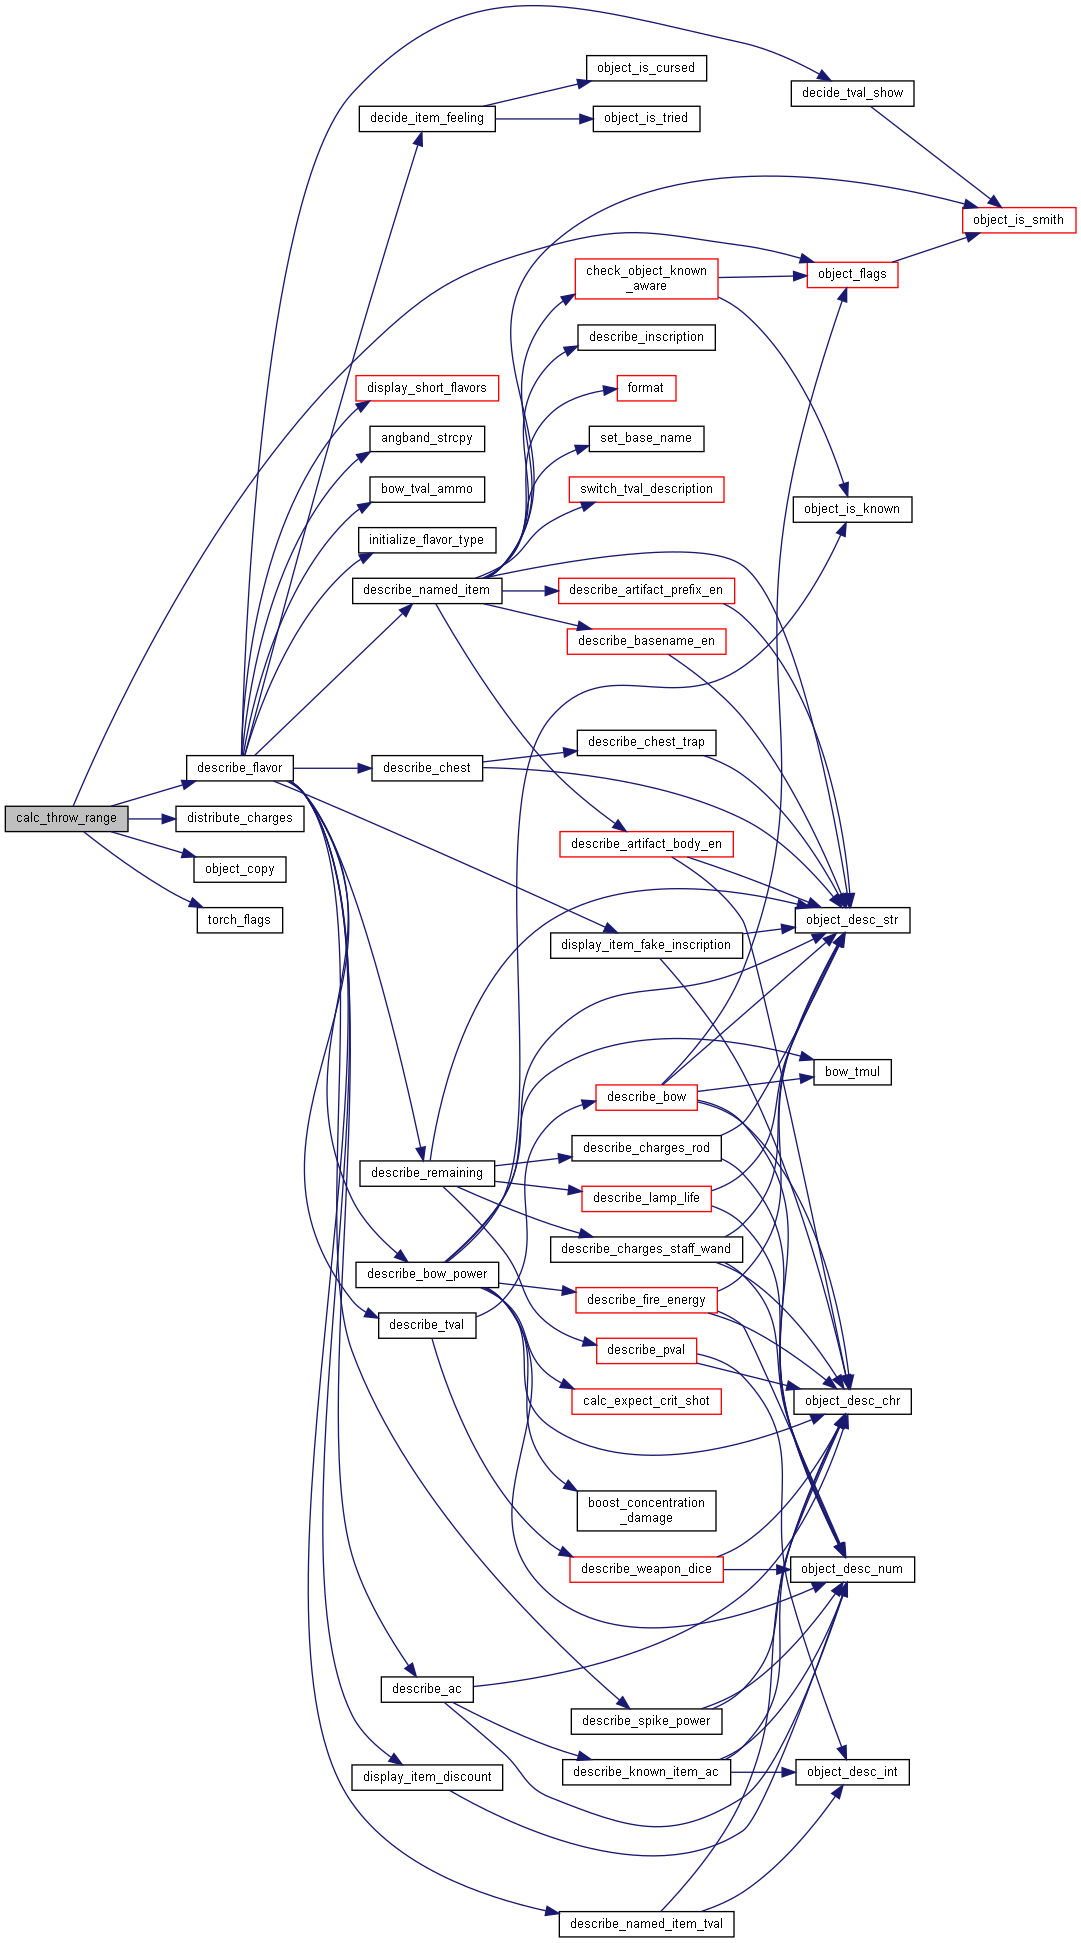 object_is_cursed
decide_tval_show
decide_item_feeling
object_is_tried
object_is_smith
check_object_known
_aware
object_flags
describe_inscription
display_short_flavors
format
angband_strcpy
set_base_name
bow_tval_ammo
switch_tval_description
object_is_known
initialize_flavor_type
describe_named_item
describe_artifact_prefix_en
describe_basename_en
describe_chest_trap
describe_flavor
describe_chest
calc_throw_range
distribute_charges
describe_artifact_body_en
object_copy
torch_flags
object_desc_str
display_item_fake_inscription
bow_tmul
describe_bow
describe_charges_rod
describe_remaining
describe_lamp_life
describe_charges_staff_wand
describe_bow_power
describe_fire_energy
describe_tval
describe_pval
calc_expect_crit_shot
object_desc_chr
boost_concentration
_damage
describe_weapon_dice
object_desc_num
describe_ac
describe_spike_power
display_item_discount
describe_known_item_ac
object_desc_int
describe_named_item_tval